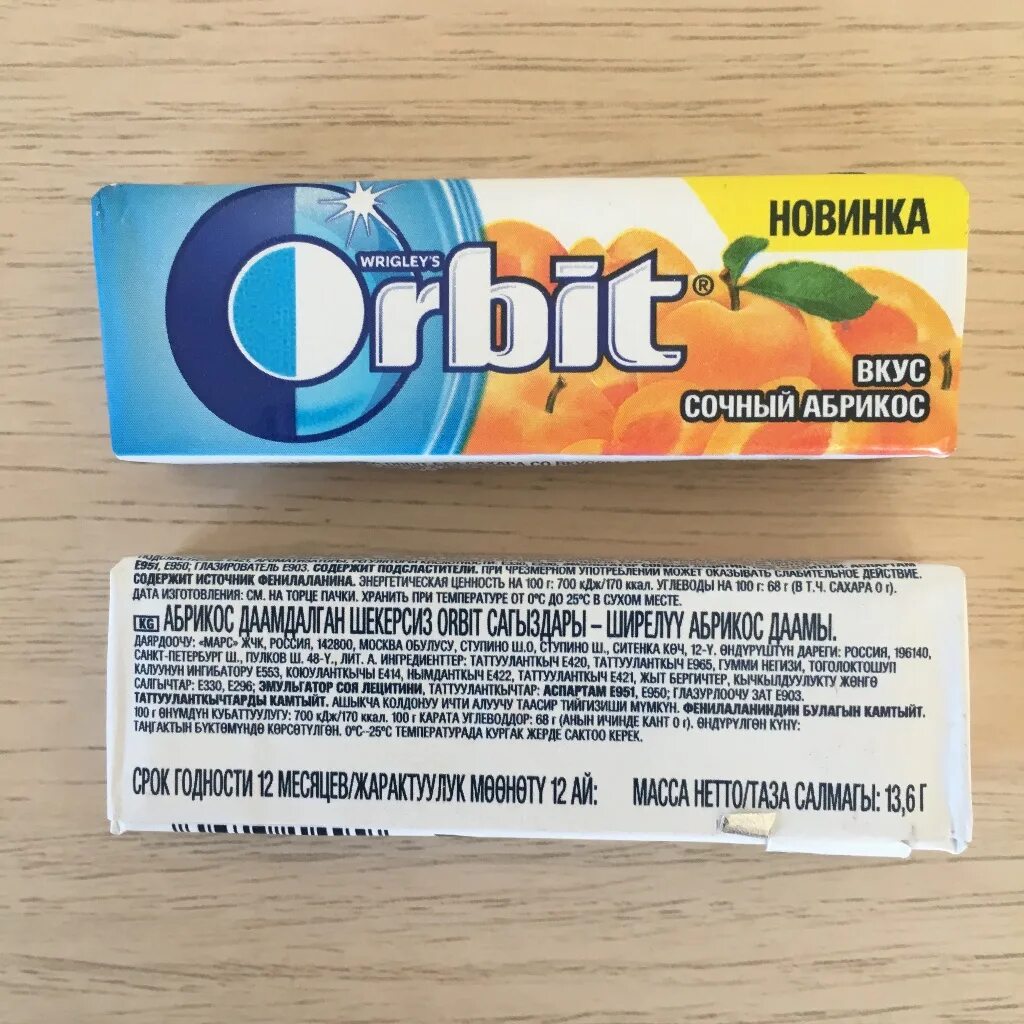 НОВИНКА
WRIGLEY'S
Orbit®
ВКУС
СОЧНЫЙ АБРИКОС
E951, E950; ГЛАЗИРОВАТЕЛЬ E903. СОДЕРЖИТ ПОДСЛАСТИТЕЛИ. ПРИ ЧРЕЗМЕРНОМ УПОТРЕБЛЕНИИ МОЖЕТ ОКАЗЫВАТЬ СЛАБИТЕЛЬНОЕ ДЕЙСТВИЕ.
СОДЕРЖИТ ИСТОЧНИК ФЕНИЛАЛАНИНА. ЭНЕРГЕТИЧЕСКАЯ ЦЕННОСТЬ НА 100 г: 700 кДж/170 ккал. УГЛЕВОДЫ НА 100 г: 68 г (В Т.Ч. САХАРА 0 г).
ДАТА ИЗГОТОВЛЕНИЯ: СМ. НА ТОРЦЕ ПАЧКИ. ХРАНИТЬ ПРИ ТЕМПЕРАТУРЕ ОТ 0°C ДО 25°C В СУХОМ МЕСТЕ.
KG АБРИКОС ДААМДАЛГАН ШЕКЕРСИЗ ORBIT САГЫЗДАРЫ – ШИРЕЛҮҮ АБРИКОС ДААМЫ.
ДАЯРДООЧУ: «МАРС» ЖЧК, РОССИЯ, 142800, МОСКВА ОБУЛУСУ, СТУПИНО Ш.О, СТУПИНО Ш., СИТЕНКА КӨЧ, 12-Ү. ӨНДҮРҮШТҮН ДАРЕГИ: РОССИЯ, 196140,
САНКТ-ПЕТЕРБУРГ Ш., ПУЛКОВ Ш. 48-Ү., ЛИТ. А. ИНГРЕДИЕНТТЕР: ТАТТУУЛАНТКЫЧ E420, ТАТТУУЛАНТКЫЧ E965, ГУММИ НЕГИЗИ, ТОГОЛОКТОШУП
КАЛУУНУН ИНГИБАТОРУ E553, КОЮУЛАНТКЫЧЫ E414, НЫМДАНТКЫЧ E422, ТАТТУУЛАНТКЫЧ E421, ЖЫТ БЕРГИЧТЕР, КЫЧКЫЛДУУЛУКТУ ЖӨНГӨ
САЛГЫЧТАР: E330, E296; ЭМУЛЬГАТОР СОЯ ЛЕЦИТИНИ, ТАТТУУЛАНТКЫЧТАР: АСПАРТАМ E951, E950; ГЛАЗУРЛООЧУ ЗАТ E903.
ТАТТУУЛАНТКЫЧТАРДЫ КАМТЫЙТ. АШЫКЧА КОЛДОНУУ ИЧТИ АЛУУЧУ ТААСИР ТИЙГИЗИШИ МҮМКҮН. ФЕНИЛАЛАНИНДИН БУЛАГЫН КАМТЫЙТ.
100 г ӨНҮМДҮН КУБАТТУУЛУГУ: 700 кДж/170 ккал. 100 г КАРАТА УГЛЕВОДДОР: 68 г (АНЫН ИЧИНДЕ КАНТ 0 г). ӨНДҮРҮЛГӨН КҮНҮ:
ТАҢГАКТЫН БҮКТӨМҮНДӨ КӨРСӨТҮЛГӨН. 0°C–25°C ТЕМПЕРАТУРАДА КУРГАК ЖЕРДЕ САКТОО КЕРЕК.
СРОК ГОДНОСТИ 12 МЕСЯЦЕВ/ЖАРАКТУУЛУК МӨӨНӨТҮ 12 АЙ: МАССА НЕТТО/ТАЗА САЛМАГЫ: 13,6 Г